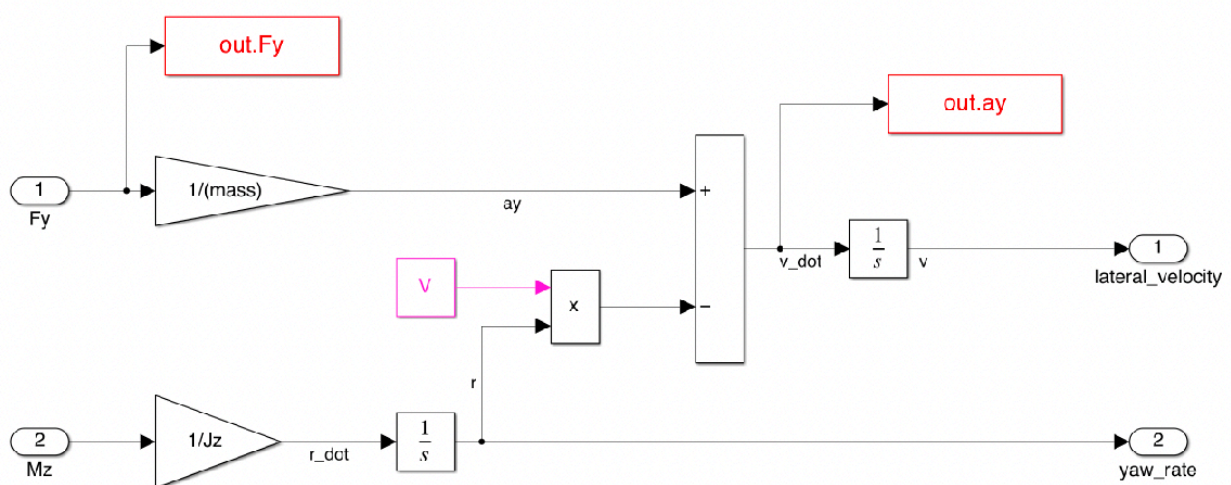 out.Fy
out.ay
1
Fy
1/(mass)
ay
+
V
x
−
v_dot
1
s
v
1
lateral_velocity
r
2
Mz
1/Jz
r_dot
1
s
2
yaw_rate